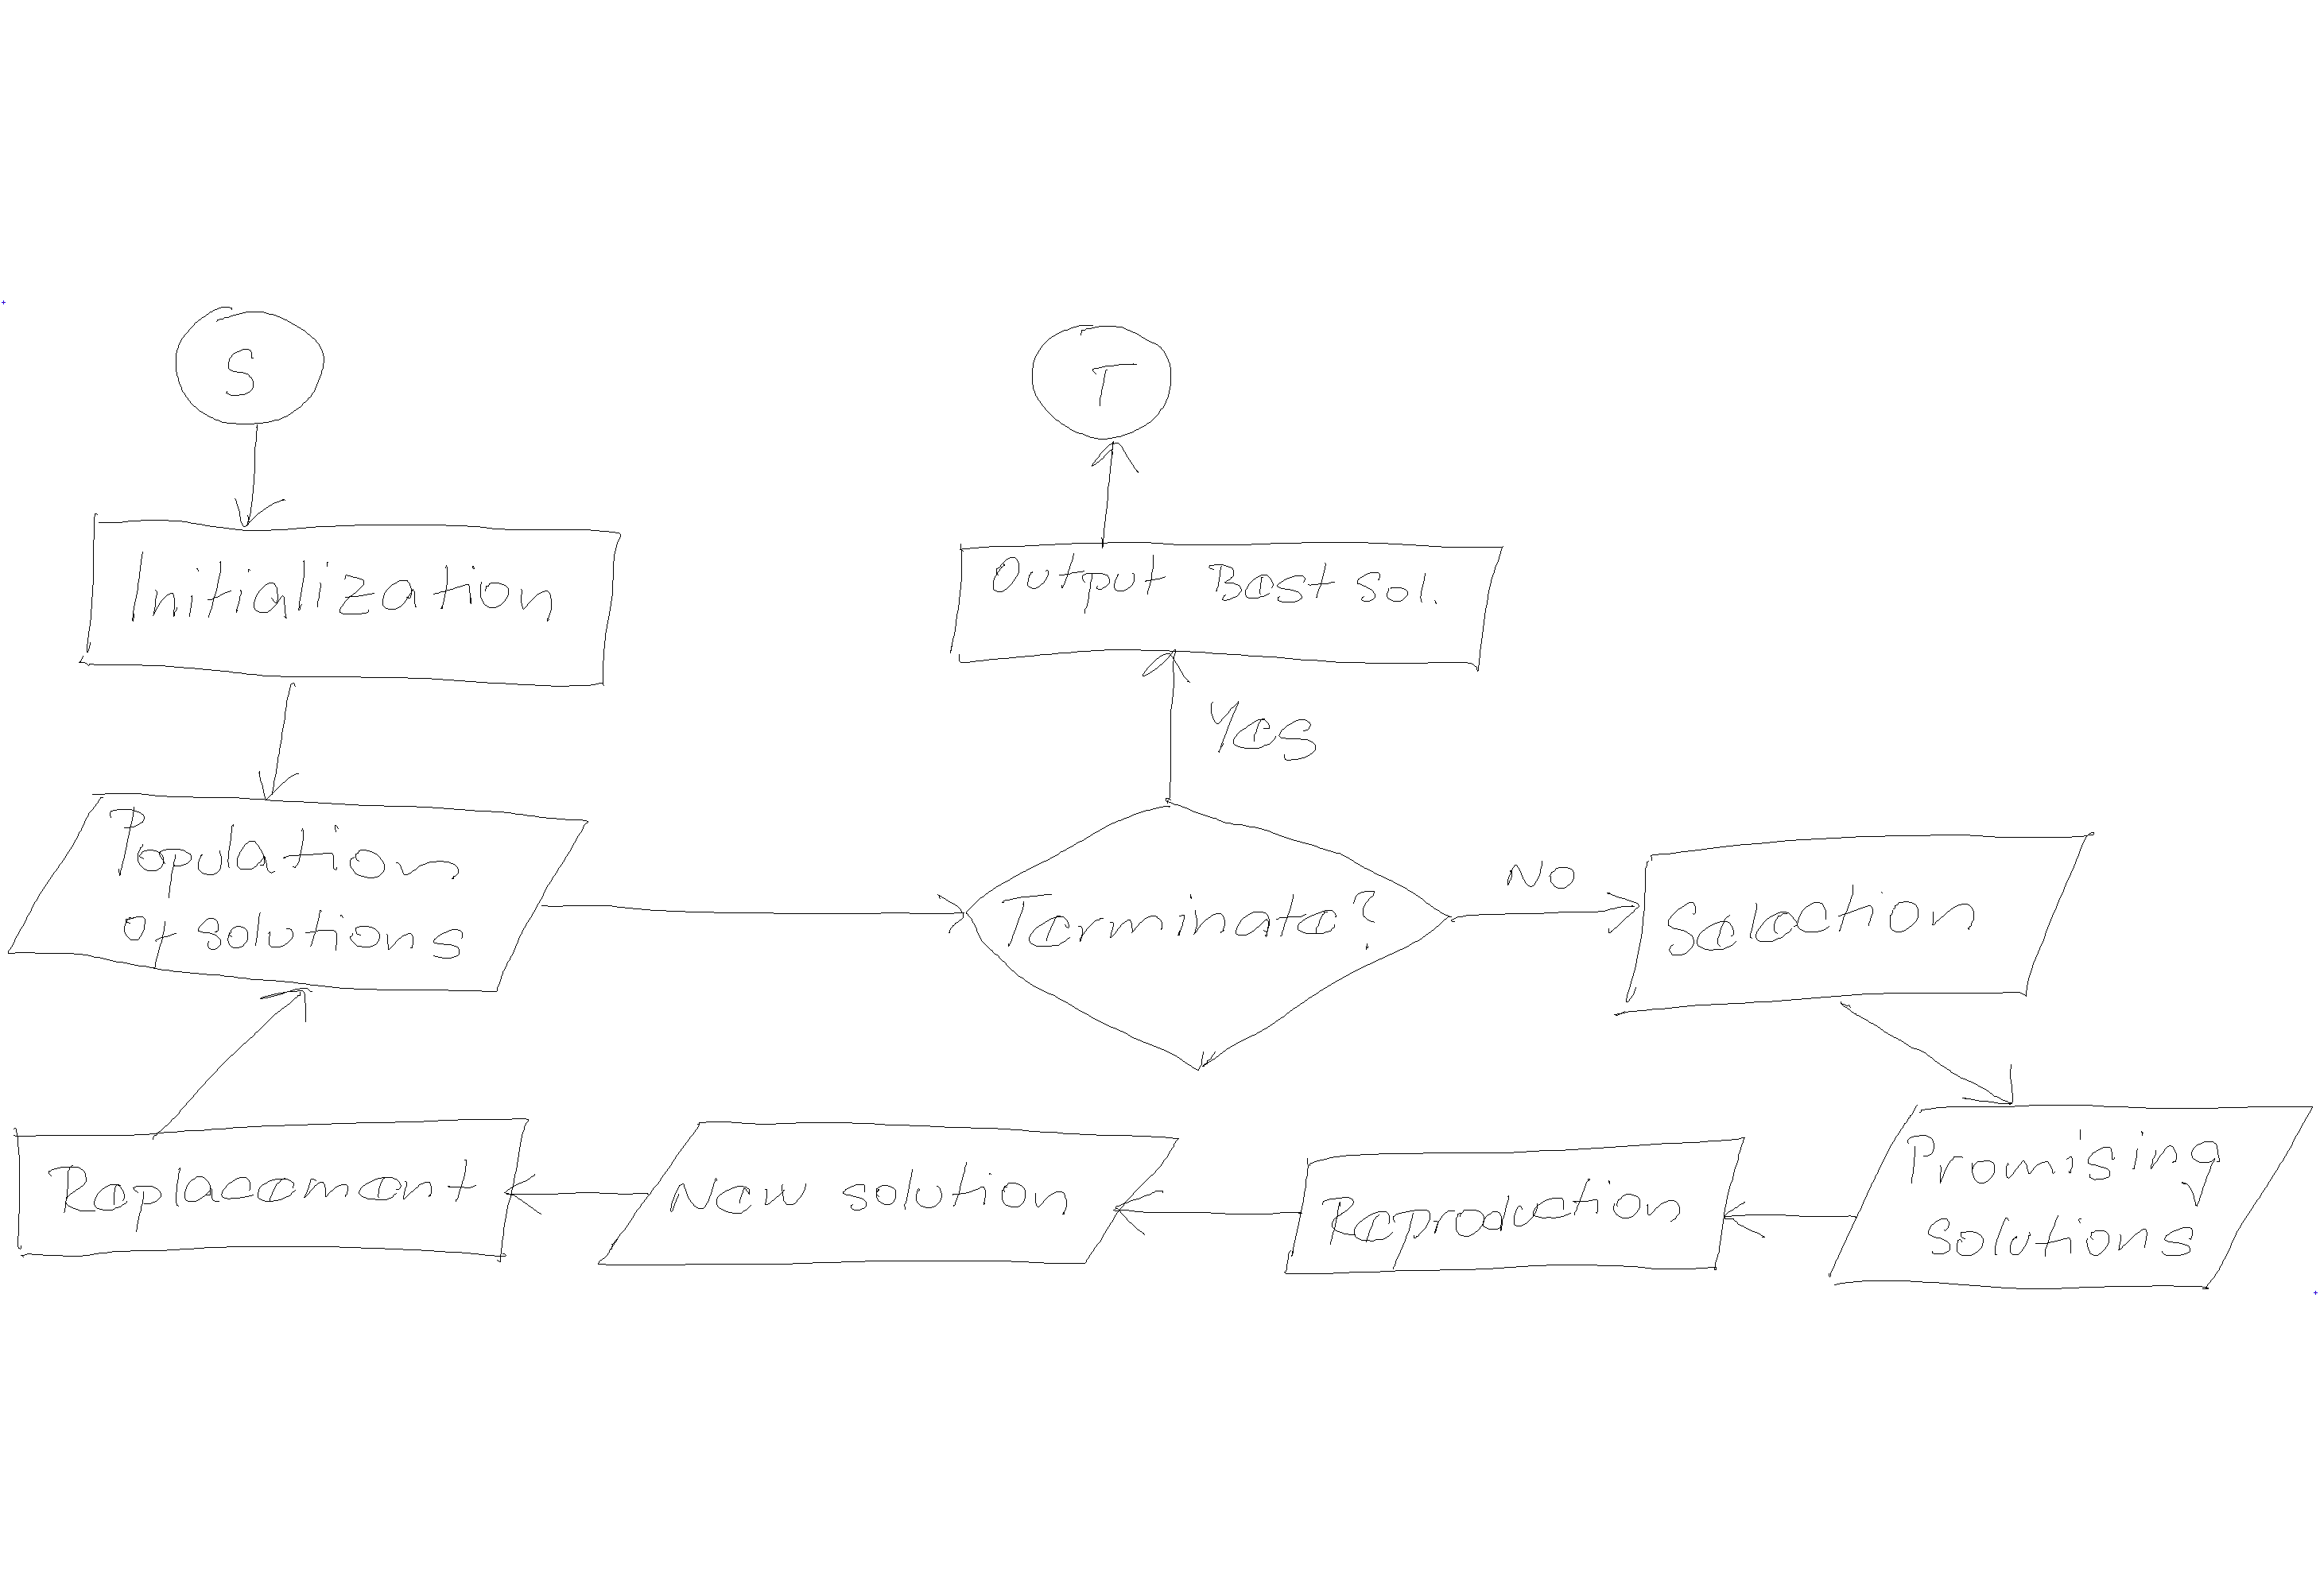 S
T
Initialization
Output Best Sol.
Yes
Population
of solutions
Terminate?
NO
Selection
Replacement
New solution
Reproduction
Promising
solutions